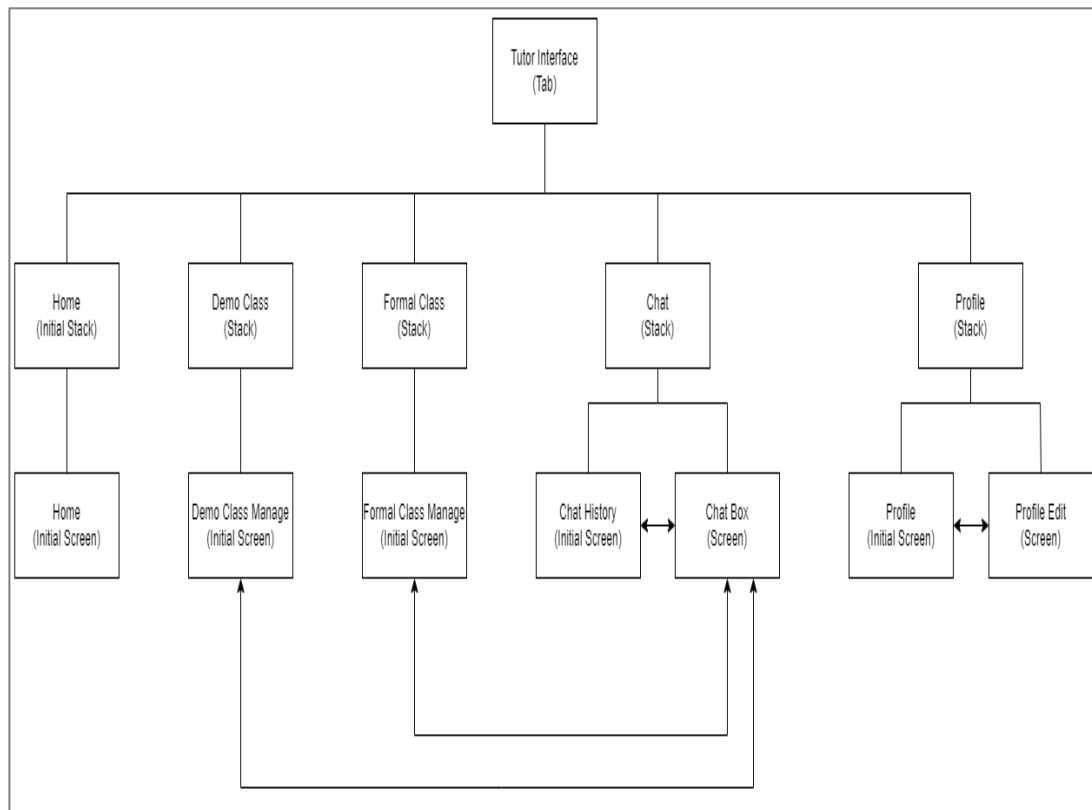 Tutor Interface
(Tab)
Home
(Initial Stack)
Demo Class
(Stack)
Formal Class
(Stack)
Chat
(Stack)
Profile
(Stack)
Home
(Initial Screen)
Demo Class Manage
(Initial Screen)
Formal Class Manage
(Initial Screen)
Chat History
(Initial Screen)
Chat Box
(Screen)
Profile
(Initial Screen)
Profile Edit
(Screen)